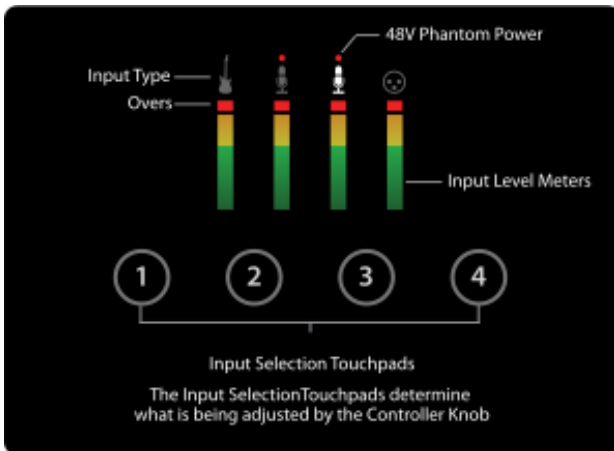 48V Phantom Power
Input Type
Overs
Input Level Meters
1 2 3 4
Input Selection Touchpads
The Input SelectionTouchpads determine
what is being adjusted by the Controller Knob